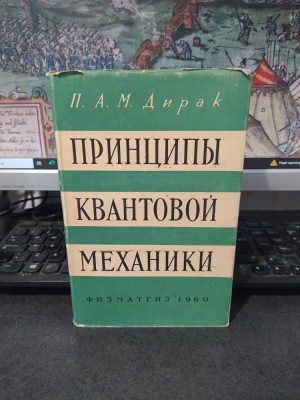 П. А. М. Дирак
ПРИНЦИПЫ
КВАНТОВОЙ
МЕХАНИКИ
ФИЗМАТГИЗ 1960